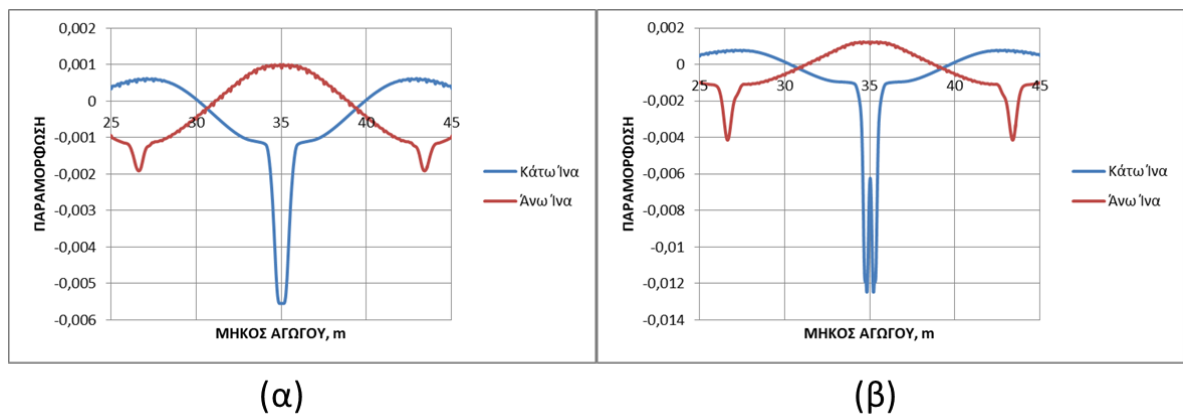 0,002
0,001
0
-0,001
-0,002
-0,003
-0,004
-0,005
-0,006
25 30 35 40 45
ΠΑΡΑΜΟΡΦΩΣΗ
ΜΗΚΟΣ ΑΓΩΓΟΥ, m
Κάτω Ίνα
Άνω Ίνα
(α)
0,002
0
-0,002
-0,004
-0,006
-0,008
-0,01
-0,012
-0,014
25 30 35 40 45
ΠΑΡΑΜΟΡΦΩΣΗ
ΜΗΚΟΣ ΑΓΩΓΟΥ, m
Κάτω Ίνα
Άνω Ίνα
(β)